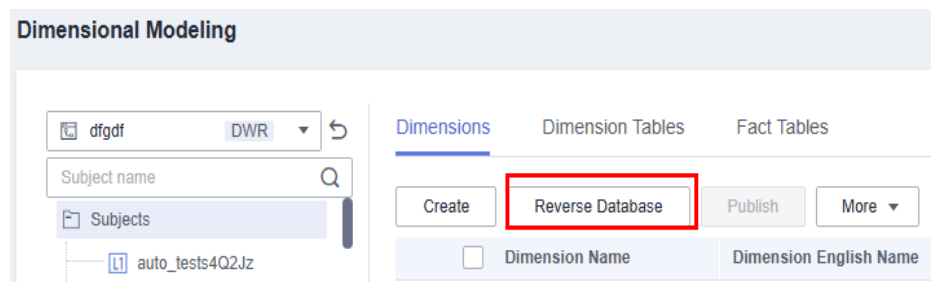 Dimensional Modeling
dfgdf DWR
Dimensions Dimension Tables Fact Tables
Subject name
Create Reverse Database Publish More
Subjects
Dimension Name Dimension English Name
L1 auto_tests4Q2Jz